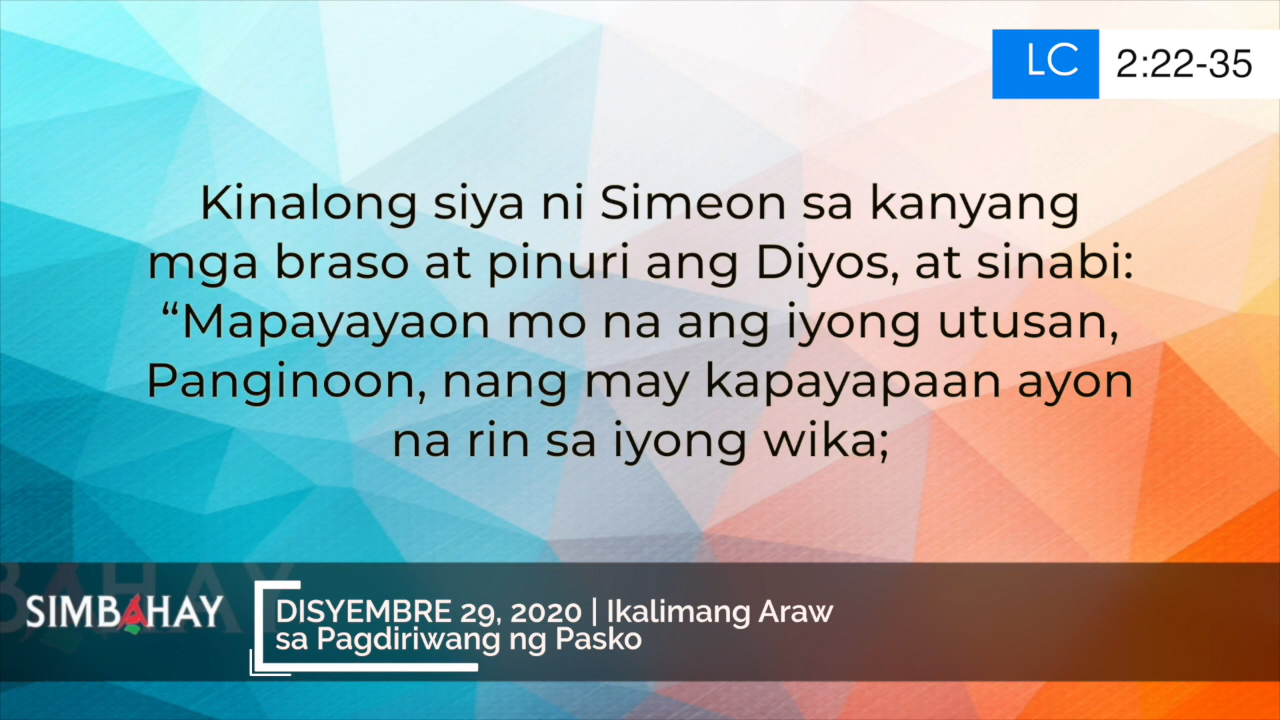 LC 2:22-35
Kinalong siya ni Simeon sa kanyang
mga braso at pinuri ang Diyos, at sinabi:
“Mapayayaon mo na ang iyong utusan,
Panginoon, nang may kapayapaan ayon
na rin sa iyong wika;
SIMBAHAY
DISYEMBRE 29, 2020 | Ikalimang Araw
sa Pagdiriwang ng Pasko